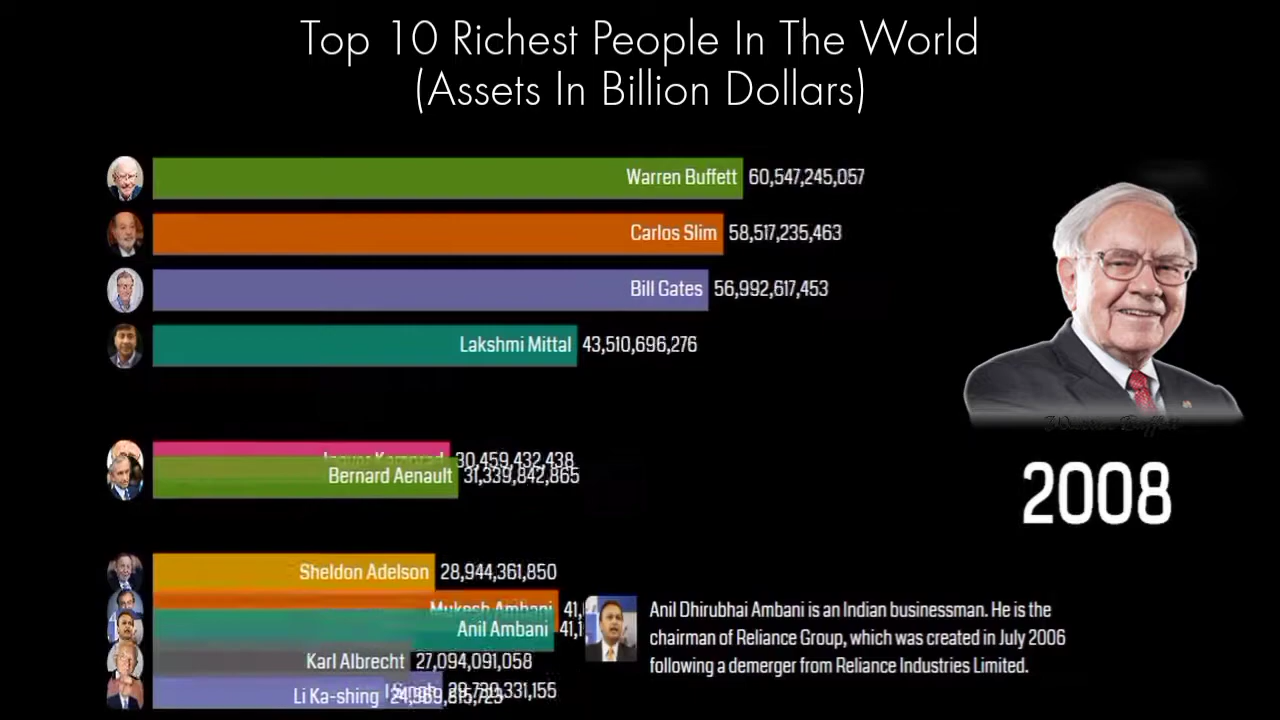 Top 10 Richest People In The World
(Assets In Billion Dollars)
Warren Buffett 60,547,245,057
Carlos Slim 58,517,235,463
Bill Gates 56,992,617,453
Lakshmi Mittal 43,510,696,276
30,459,432,438
Bernard Aenault 31,339,842,865
2008
Sheldon Adelson 28,944,361,850
Mukesh Ambani 41,
Anil Ambani 41,1
Anil Dhirubhai Ambani is an Indian businessman. He is the
chairman of Reliance Group, which was created in July 2006
following a demerger from Reliance Industries Limited.
Karl Albrecht 27,094,091,058
Li Ka-shing